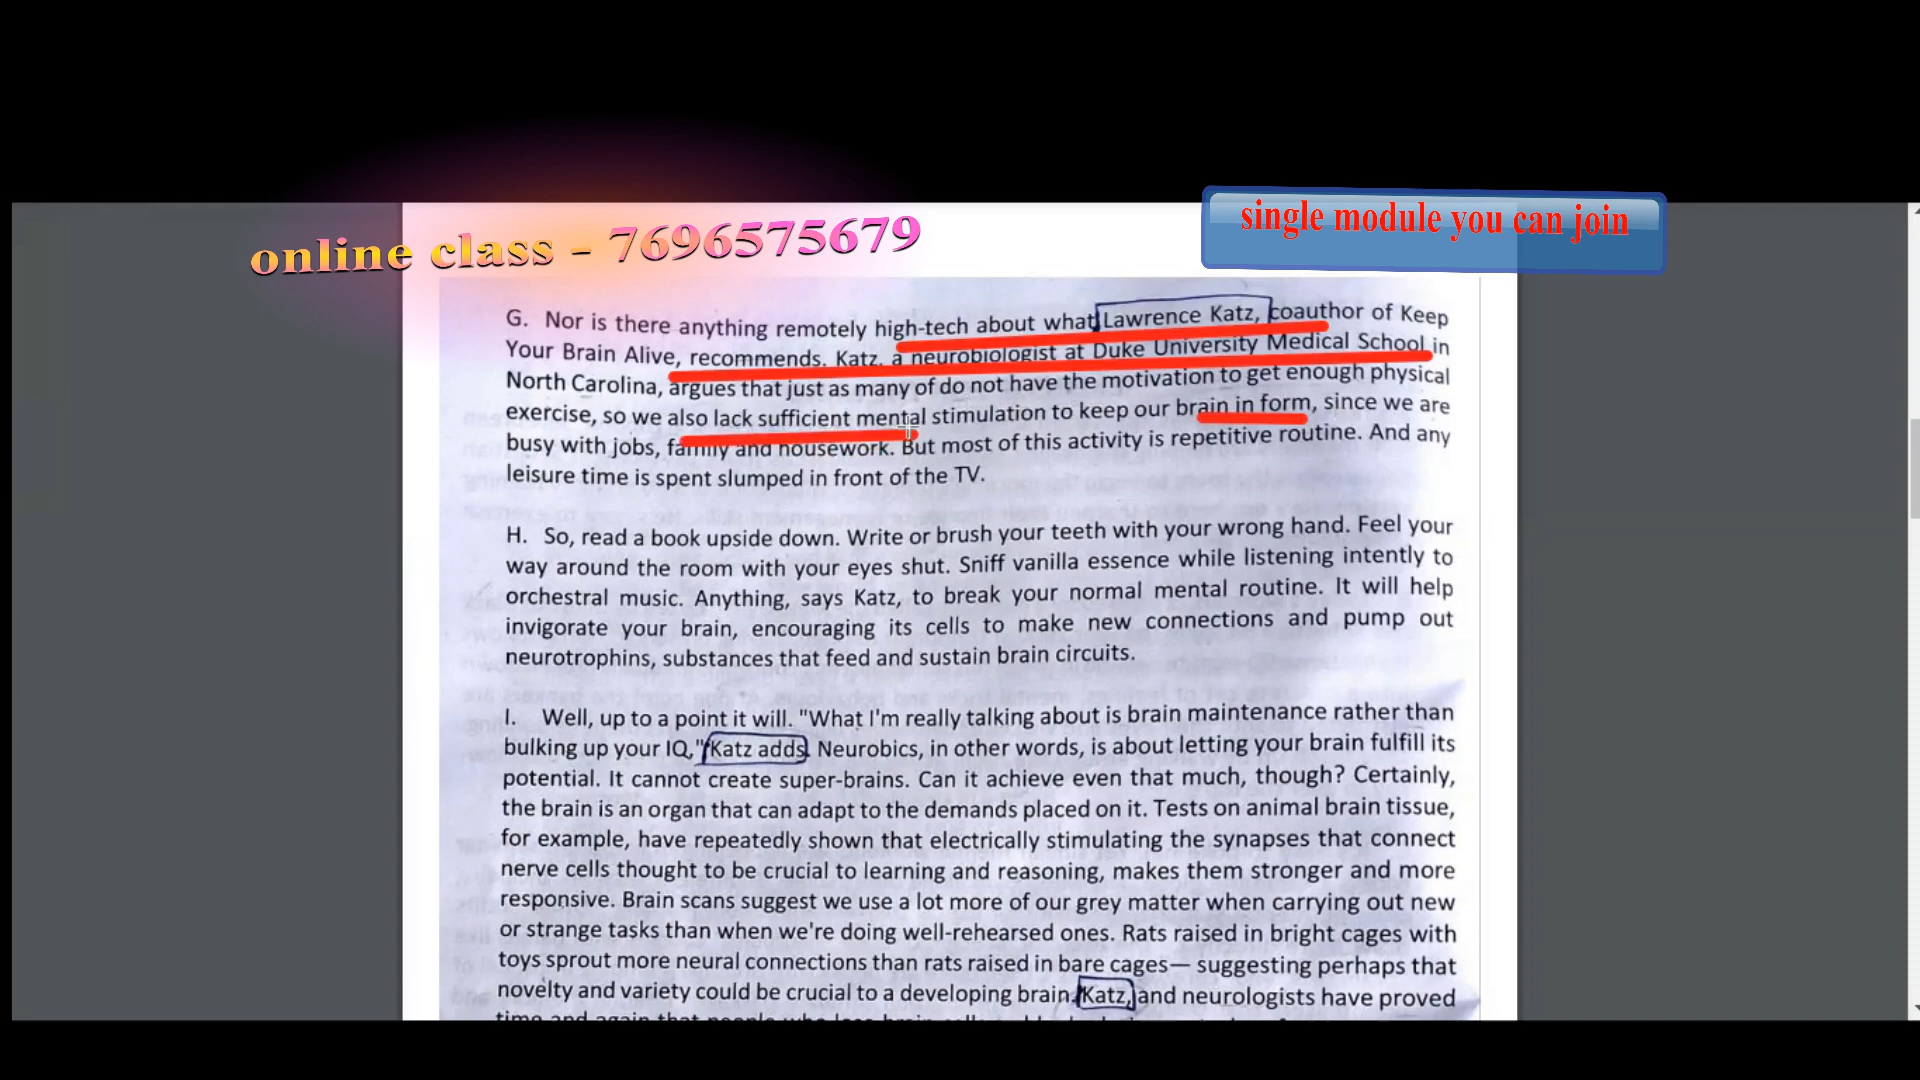 online class - 7696575679
single module you can join
G. Nor is there anything remotely high-tech about what Lawrence Katz, coauthor of Keep
Your Brain Alive, recommends. Katz, a neurobiologist at Duke University Medical School in
North Carolina, argues that just as many of do not have the motivation to get enough physical
exercise, so we also lack sufficient mental stimulation to keep our brain in form, since we are
busy with jobs, family and housework. But most of this activity is repetitive routine. And any
leisure time is spent slumped in front of the TV.
H. So, read a book upside down. Write or brush your teeth with your wrong hand. Feel your
way around the room with your eyes shut. Sniff vanilla essence while listening intently to
orchestral music. Anything, says Katz, to break your normal mental routine. It will help
invigorate your brain, encouraging its cells to make new connections and pump out
neurotrophins, substances that feed and sustain brain circuits.
I. Well, up to a point it will. "What I'm really talking about is brain maintenance rather than
bulking up your IQ," Katz adds. Neurobics, in other words, is about letting your brain fulfill its
potential. It cannot create super-brains. Can it achieve even that much, though? Certainly,
the brain is an organ that can adapt to the demands placed on it. Tests on animal brain tissue,
for example, have repeatedly shown that electrically stimulating the synapses that connect
nerve cells thought to be crucial to learning and reasoning, makes them stronger and more
responsive. Brain scans suggest we use a lot more of our grey matter when carrying out new
or strange tasks than when we're doing well-rehearsed ones. Rats raised in bright cages with
toys sprout more neural connections than rats raised in bare cages— suggesting perhaps that
novelty and variety could be crucial to a developing brain. Katz, and neurologists have proved